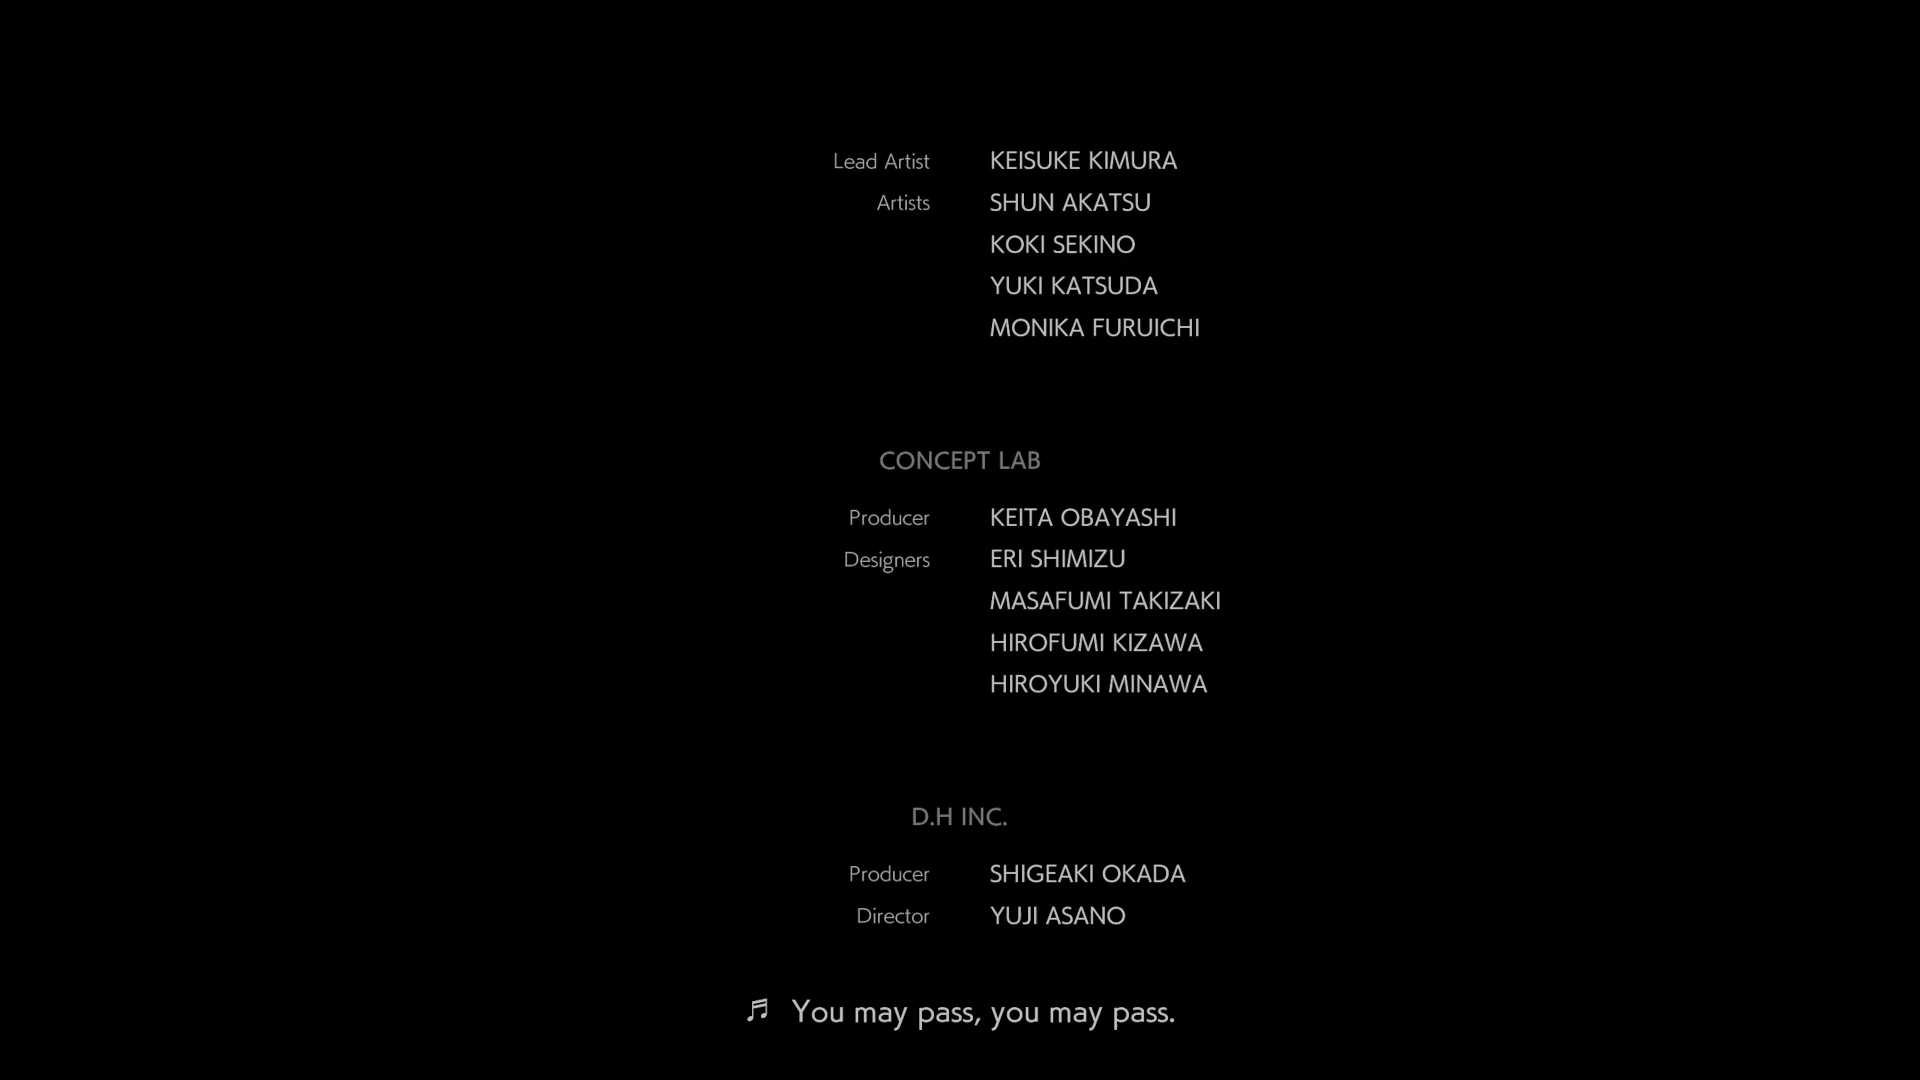 Lead Artist KEISUKE KIMURA
Artists SHUN AKATSU
KOKI SEKINO
YUKI KATSUDA
MONIKA FURUICHI
CONCEPT LAB
Producer KEITA OBAYASHI
Designers ERI SHIMIZU
MASAFUMI TAKIZAKI
HIROFUMI KIZAWA
HIROYUKI MINAWA
D.H INC.
Producer SHIGEAKI OKADA
Director YUJI ASANO
♬ You may pass, you may pass.